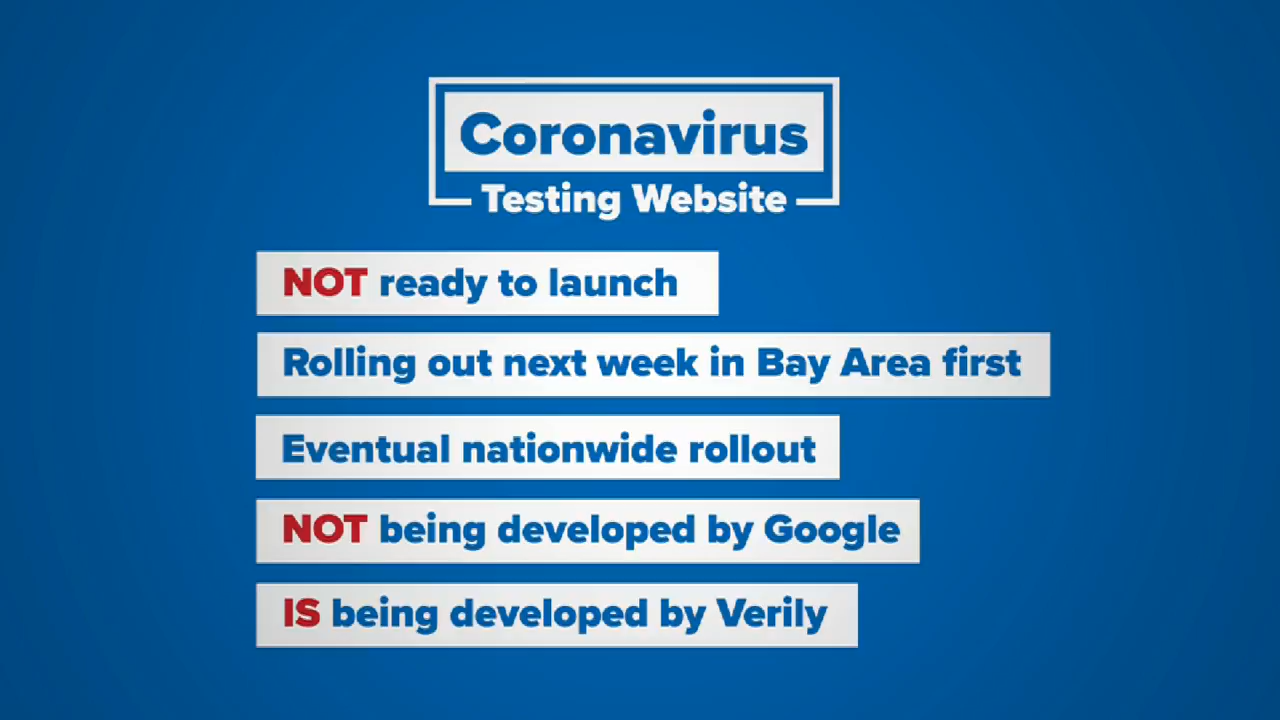 Coronavirus
Testing Website
NOT ready to launch
Rolling out next week in Bay Area first
Eventual nationwide rollout
NOT being developed by Google
IS being developed by Verily